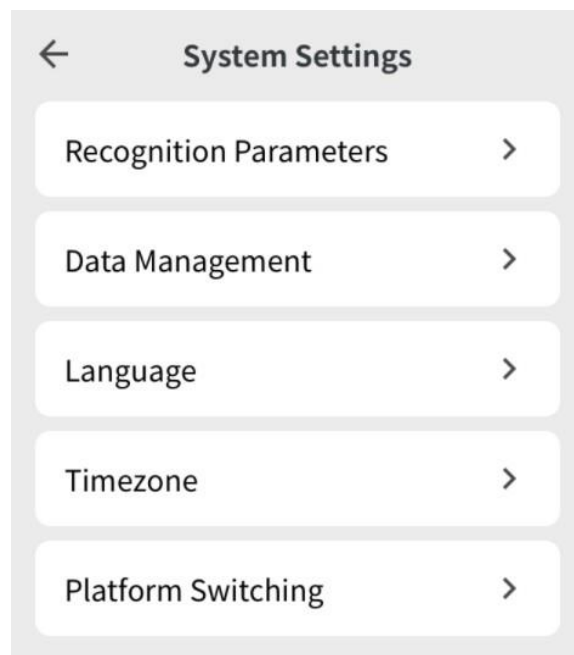 System Settings
Recognition Parameters
Data Management
Language
Timezone
Platform Switching